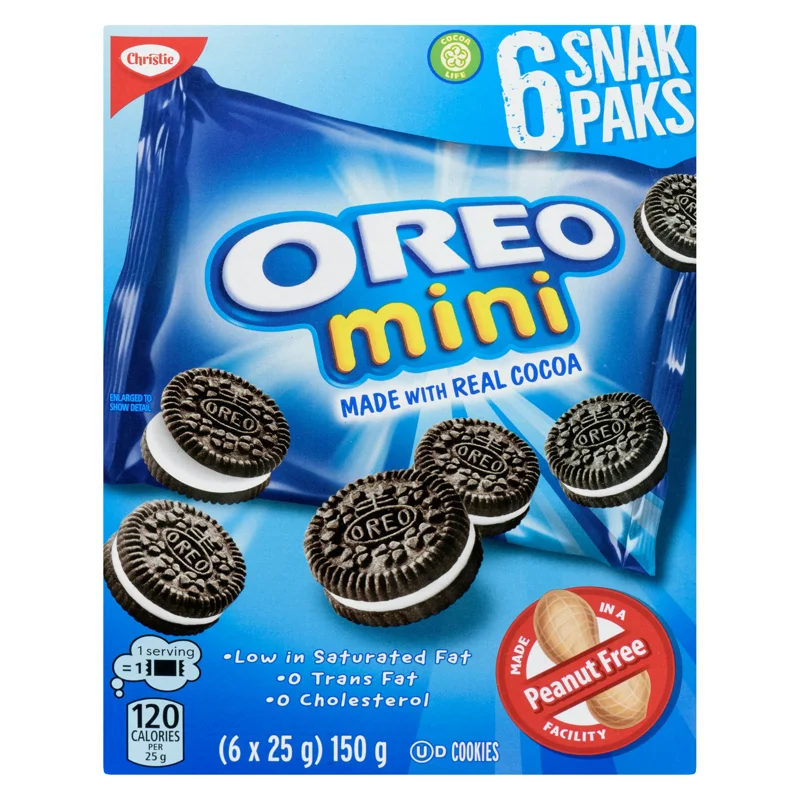 Christie
COCOA
LIFE
6 SNAK
PAKS
OREO
mini
MADE WITH REAL COCOA
ENLARGED TO
SHOW DETAIL
OREO
OREO
OREO
OREO
OREO
OREO
1 serving
= 1
•Low in Saturated Fat
•0 Trans Fat
•0 Cholesterol
120
CALORIES
PER
25 g
(6 x 25 g) 150 g
U D COOKIES
MADE IN A
Peanut Free
FACILITY